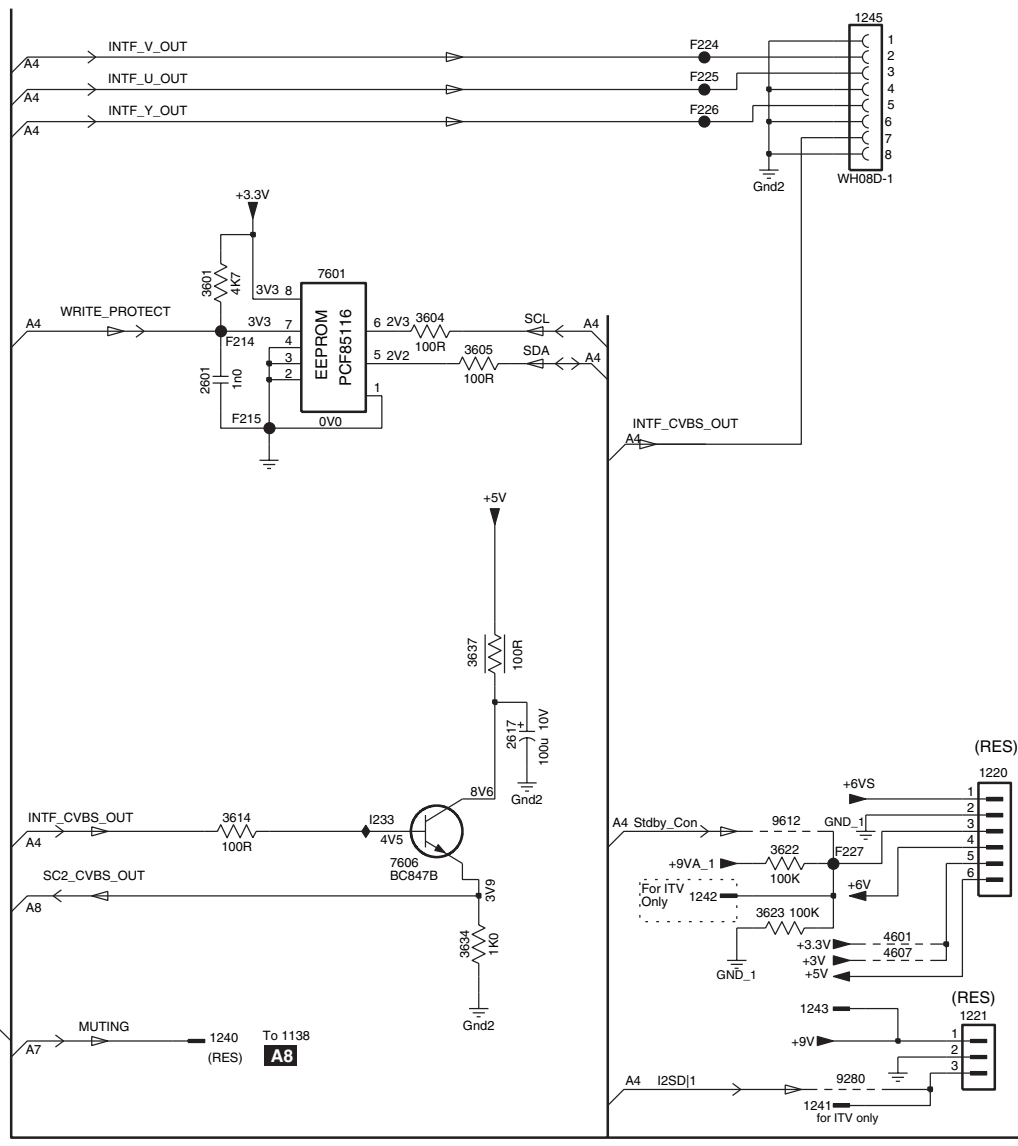 1245
INTF_V_OUT
F224
1
2
A4
INTF_U_OUT
F225
3
4
A4
INTF_Y_OUT
F226
5
6
A4
7
8
Gnd2
WH08D-1
+3.3V
3601
4K7
7601
3V3 8
WRITE_PROTECT
A4
3V3 7
F214
4
3
2
EEPROM
PCF85116
6 2V3 3604
100R
SCL
A4
5 2V2 3605
100R
SDA
A4
1
2601
1n0
F215
0V0
INTF_CVBS_OUT
A4
+5V
3637
100R
2617
+
100u 10V
Gnd2
8V6
INTF_CVBS_OUT
A4
3614
100R
I233
4V5
7606
BC847B
SC2_CVBS_OUT
A8
3V9
3634
1K0
Gnd2
MUTING
A7
1240
(RES)
To 1138
A8
(RES)
1220
+6VS
1
2
3
4
5
6
GND_1
A4 Stdby_Con
9612
F227
+9VA_1
3622
100K
+6V
For ITV
Only
1242
3623 100K
GND_1
+3.3V
4601
+3V
4607
+5V
(RES)
1221
1243
+9V
1
2
3
A4
I2SD|1
9280
1241
for ITV only